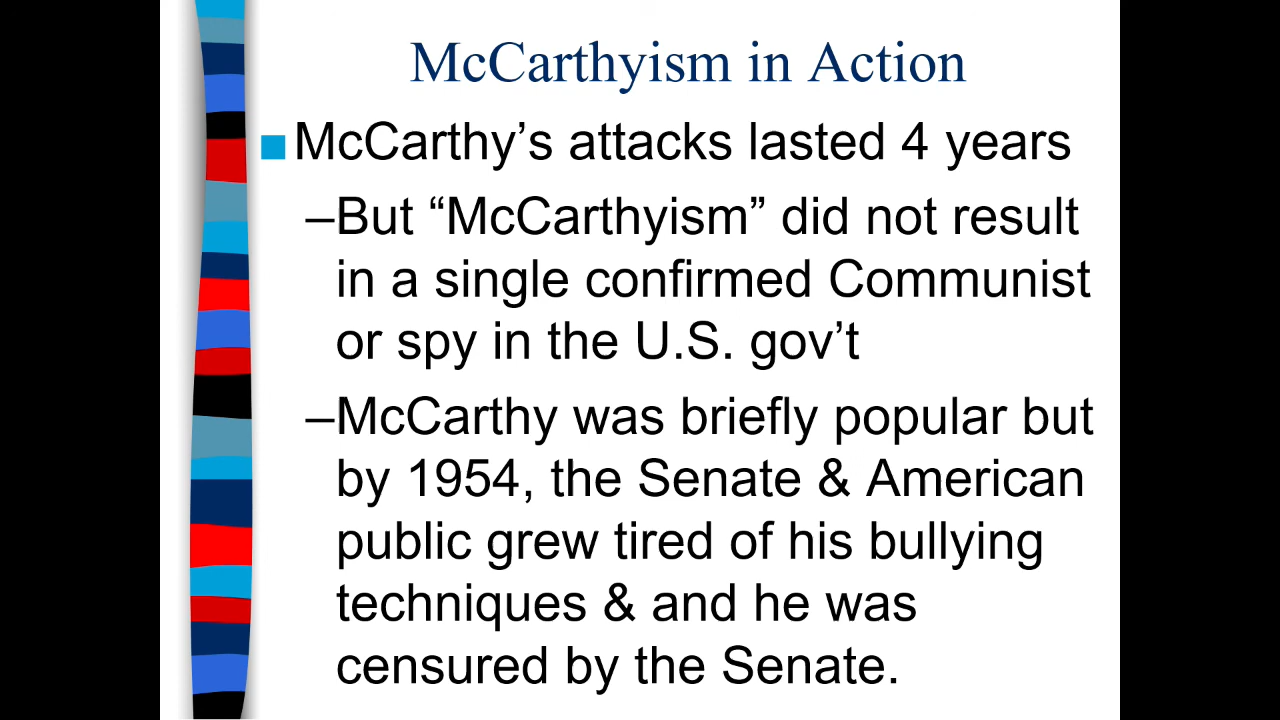 McCarthyism in Action
McCarthy’s attacks lasted 4 years
–But “McCarthyism” did not result
in a single confirmed Communist
or spy in the U.S. gov’t
–McCarthy was briefly popular but
by 1954, the Senate & American
public grew tired of his bullying
techniques & and he was
censured by the Senate.